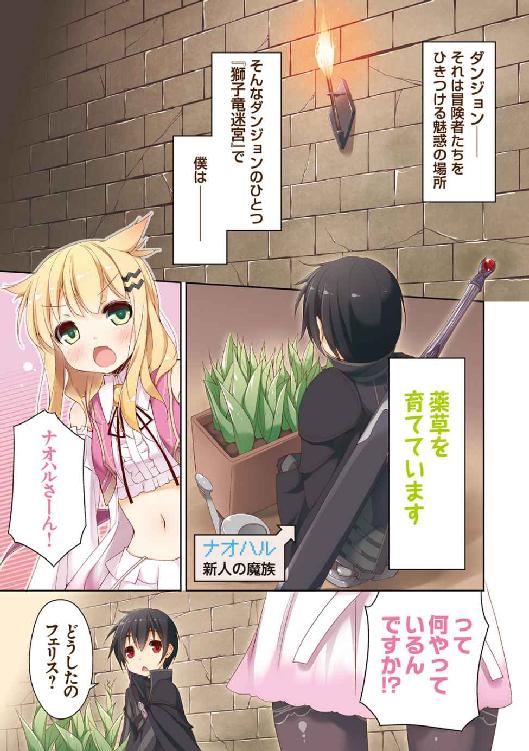 ダンジョン――
それは冒険者たちを
ひきつける魅惑の場所
そんなダンジョンのひとつ
『獅子竜迷宮』で
僕は――
薬草を
育てています
ナオハル
新人の魔族
ナオハルさーん！
って
何やって
いるん
ですか!?
どうしたの
フェリス？